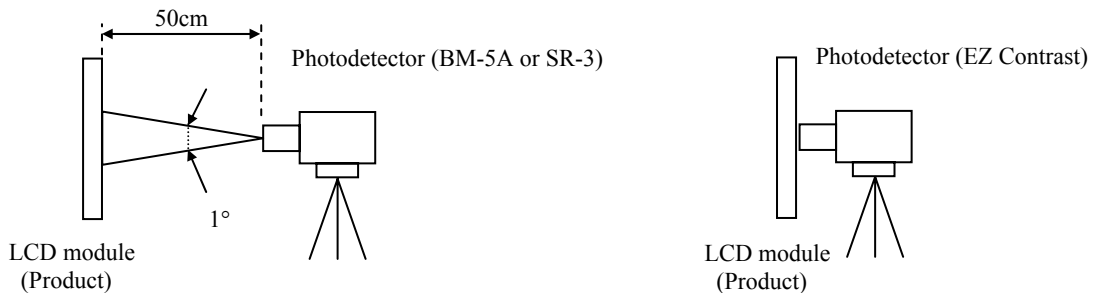 50cm
Photodetector (BM-5A or SR-3)
1°
LCD module
(Product)
Photodetector (EZ Contrast)
LCD module
(Product)